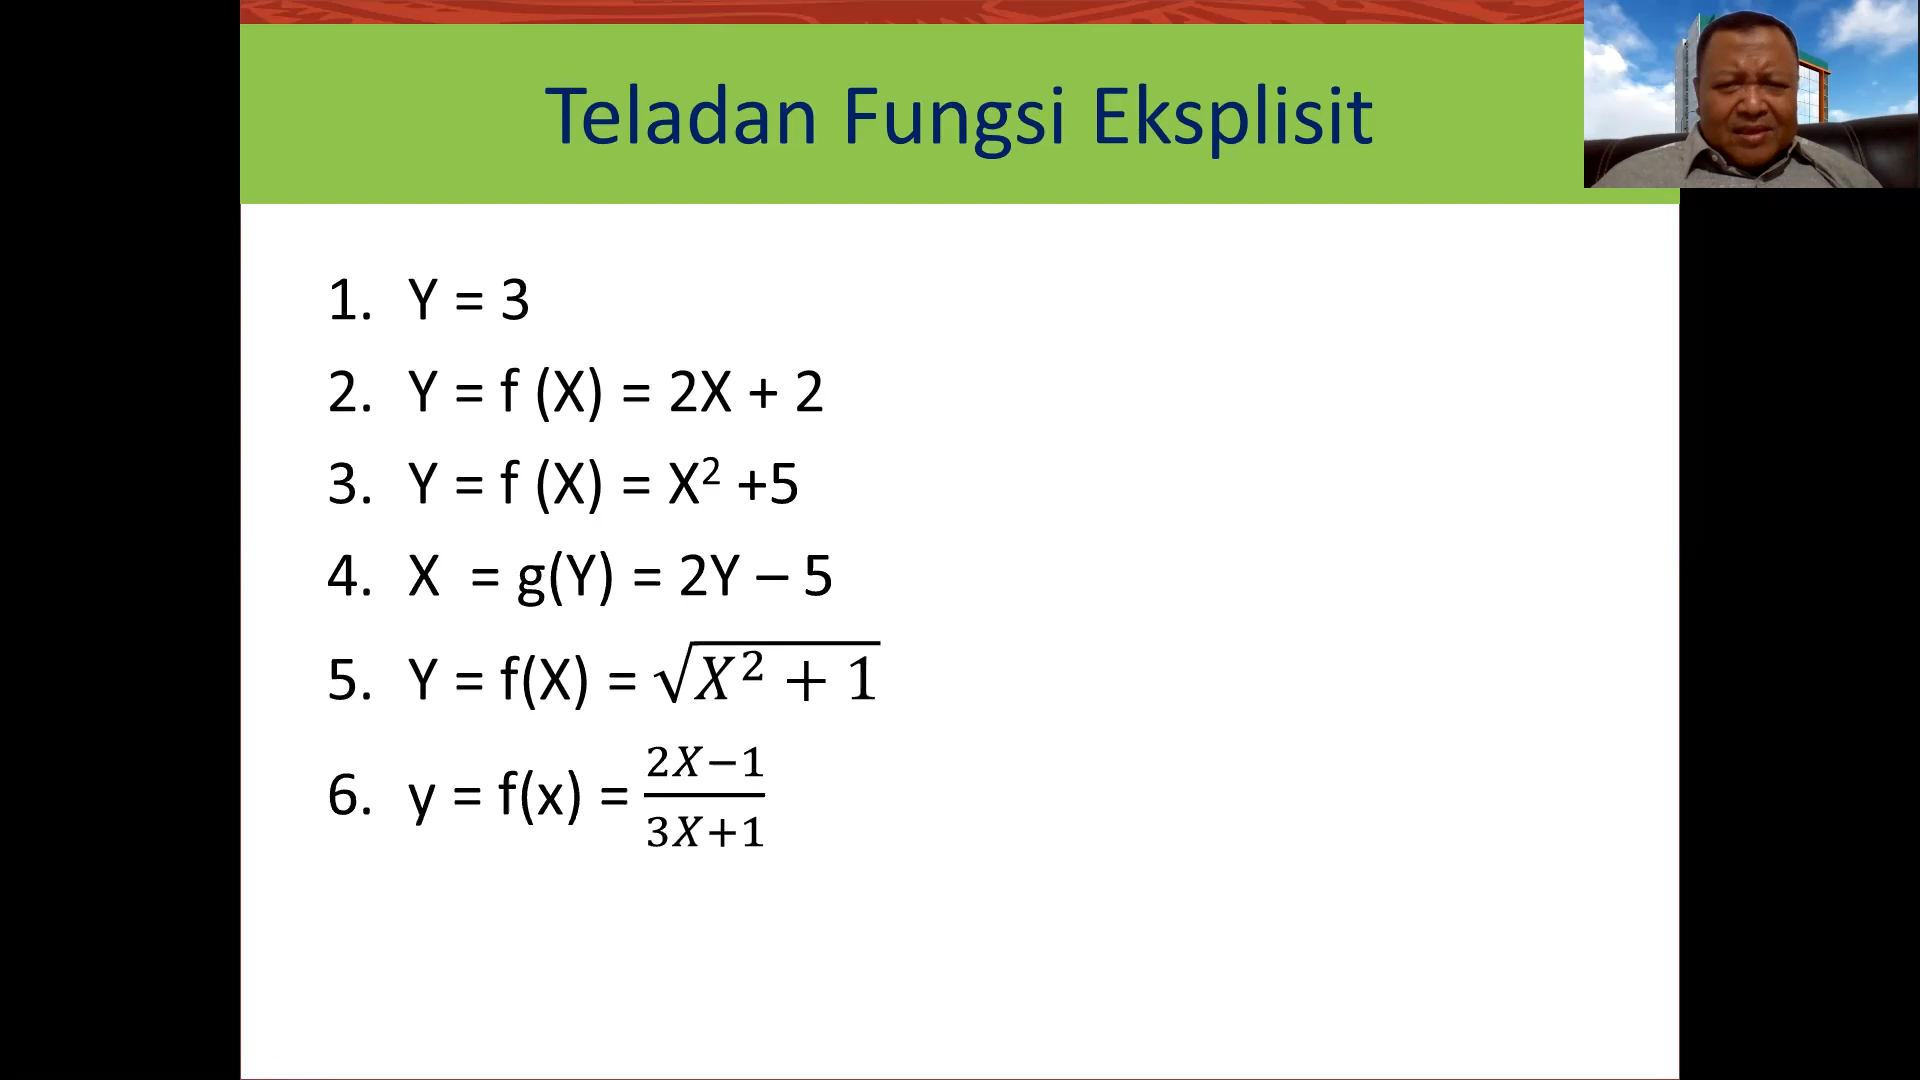 Teladan Fungsi Eksplisit
1. Y = 3
2. Y = f (X) = 2X + 2
3. Y = f (X) = X² +5
4. X = g(Y) = 2Y – 5
5. Y = f(X) = √(X² + 1)
6. y = f(x) = (2X−1)/(3X+1)